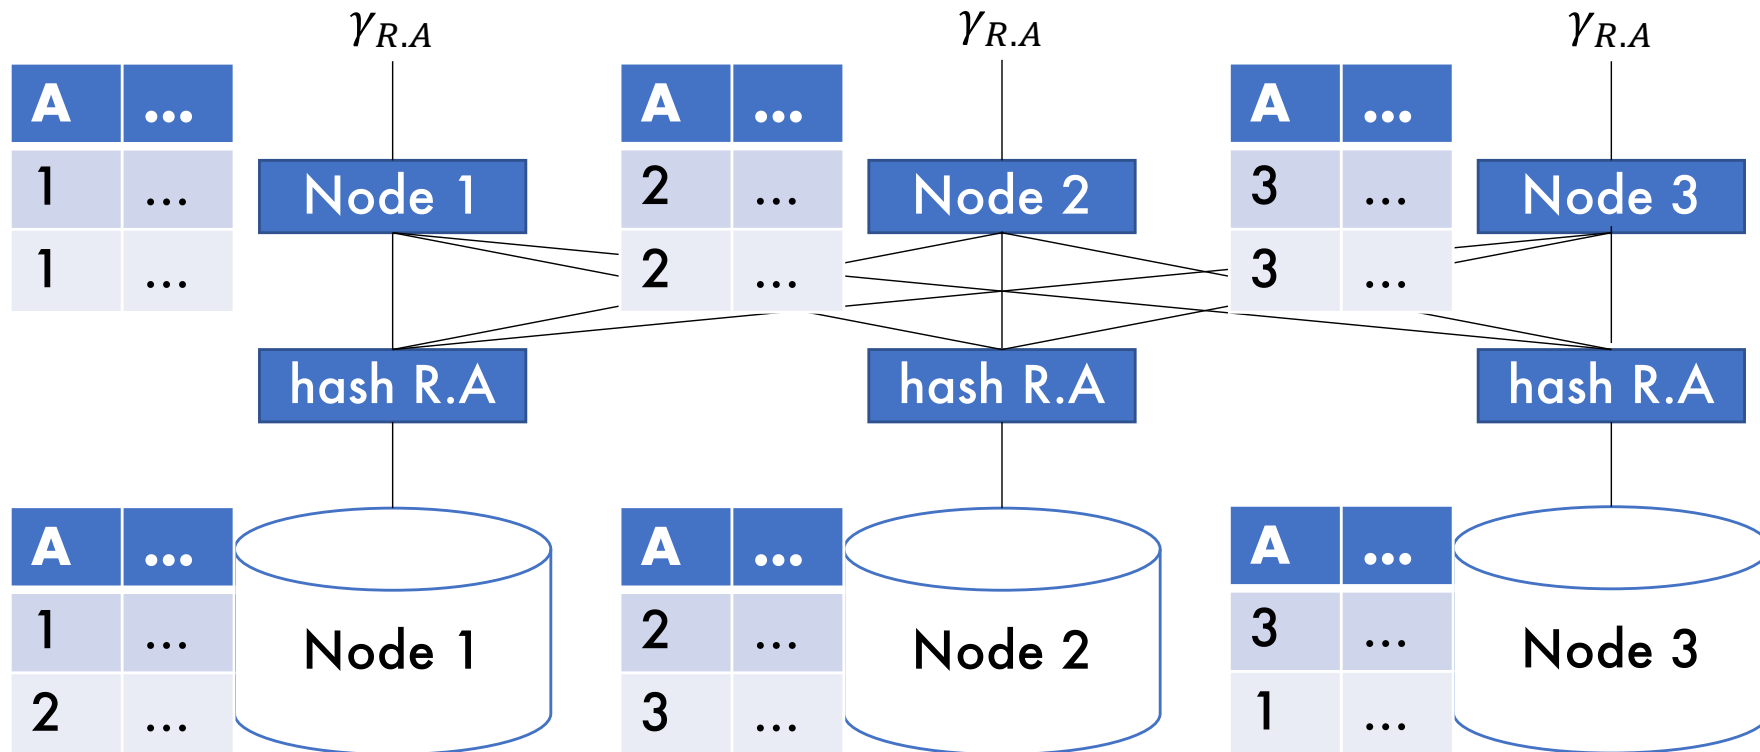 γR.A γR.A γR.A
A ... A ... A ...
1 ... Node 1 2 ... Node 2 3 ... Node 3
1 ... 2 ... 3 ...
hash R.A hash R.A hash R.A
A ... A ... A ...
1 ... Node 1 2 ... Node 2 3 ... Node 3
2 ... 3 ... 1 ...